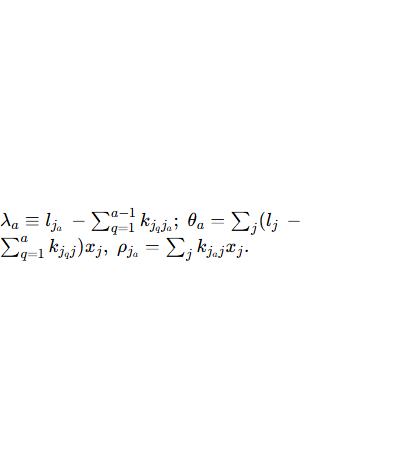 λ_a ≡ l_{j_a} − ∑_{q=1}^{a−1} k_{j_q j_a}; θ_a = ∑_j (l_j −
∑_{q=1}^{a} k_{j_q j}) x_j, ρ_{j_a} = ∑_j k_{j_a j} x_j.